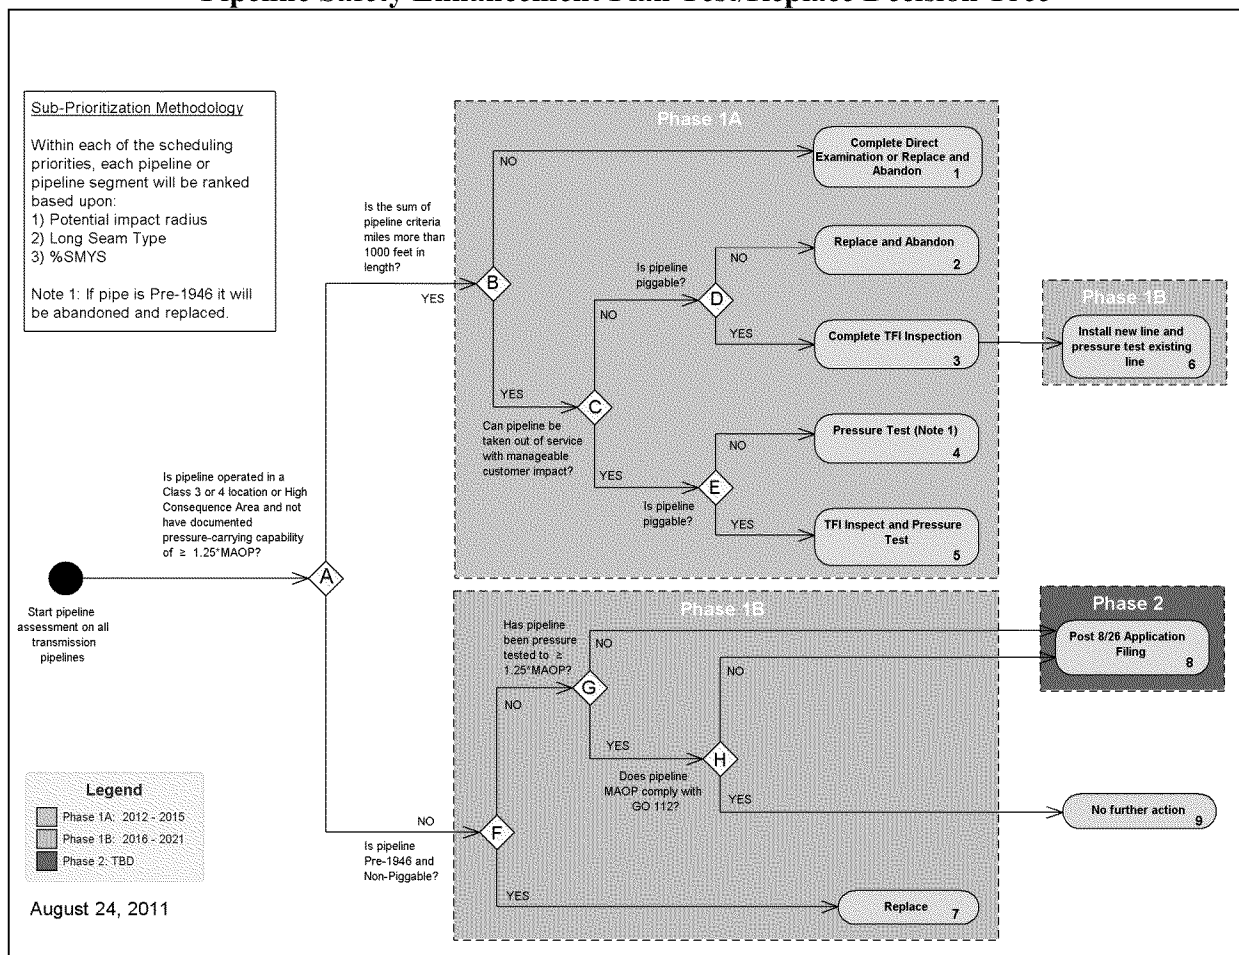 Pipeline Safety Enhancement Plan Test/Replace Decision Tree
Sub-Prioritization Methodology
Within each of the scheduling
priorities, each pipeline or
pipeline segment will be ranked
based upon:
1) Potential impact radius
2) Long Seam Type
3) %SMYS
Note 1: If pipe is Pre-1946 it will
be abandoned and replaced.
Phase 1A
Is the sum of
pipeline criteria
miles more than
1000 feet in
length?
B
NO
YES
Complete Direct
Examination or Replace and
Abandon
1
YES
C
Can pipeline be
taken out of service
with manageable
customer impact?
NO
YES
Is pipeline
piggable?
D
NO
YES
Replace and Abandon
2
Complete TFI Inspection
3
Phase 1B
Install new line and
pressure test existing
line
6
Is pipeline
piggable?
E
NO
YES
Pressure Test (Note 1)
4
TFI Inspect and Pressure
Test
5
Is pipeline operated in a
Class 3 or 4 location or High
Consequence Area and not
have documented
pressure-carrying capability
of ≥ 1.25*MAOP?
A
Start pipeline
assessment on all
transmission
pipelines
Phase 1B
Has pipeline
been pressure
tested to ≥
1.25*MAOP?
G
NO
NO
YES
H
Does pipeline
MAOP comply with
GO 112?
NO
YES
Phase 2
Post 8/26 Application
Filing
8
No further action
9
NO
F
Is pipeline
Pre-1946 and
Non-Piggable?
YES
Replace
7
Legend
Phase 1A: 2012 - 2015
Phase 1B: 2016 - 2021
Phase 2: TBD
August 24, 2011